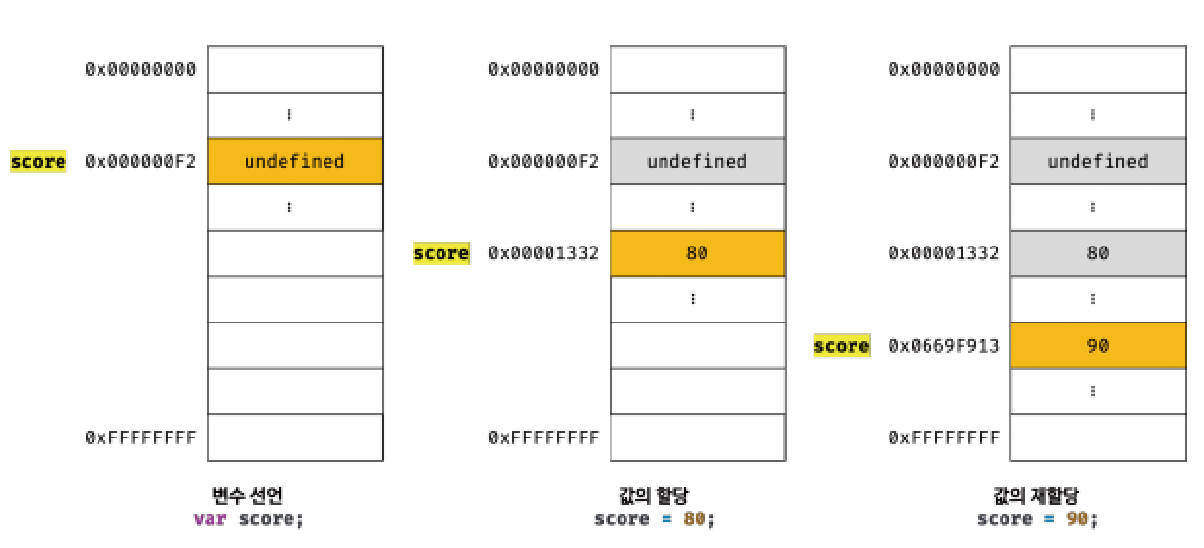 0x00000000
⋮
score 0x000000F2 undefined
⋮
0xFFFFFFFF
변수 선언
var score;
0x00000000
⋮
0x000000F2 undefined
⋮
score 0x00001332 80
⋮
0xFFFFFFFF
값의 할당
score = 80;
0x00000000
⋮
0x000000F2 undefined
⋮
0x00001332 80
⋮
score 0x0669F913 90
⋮
0xFFFFFFFF
값의 재할당
score = 90;